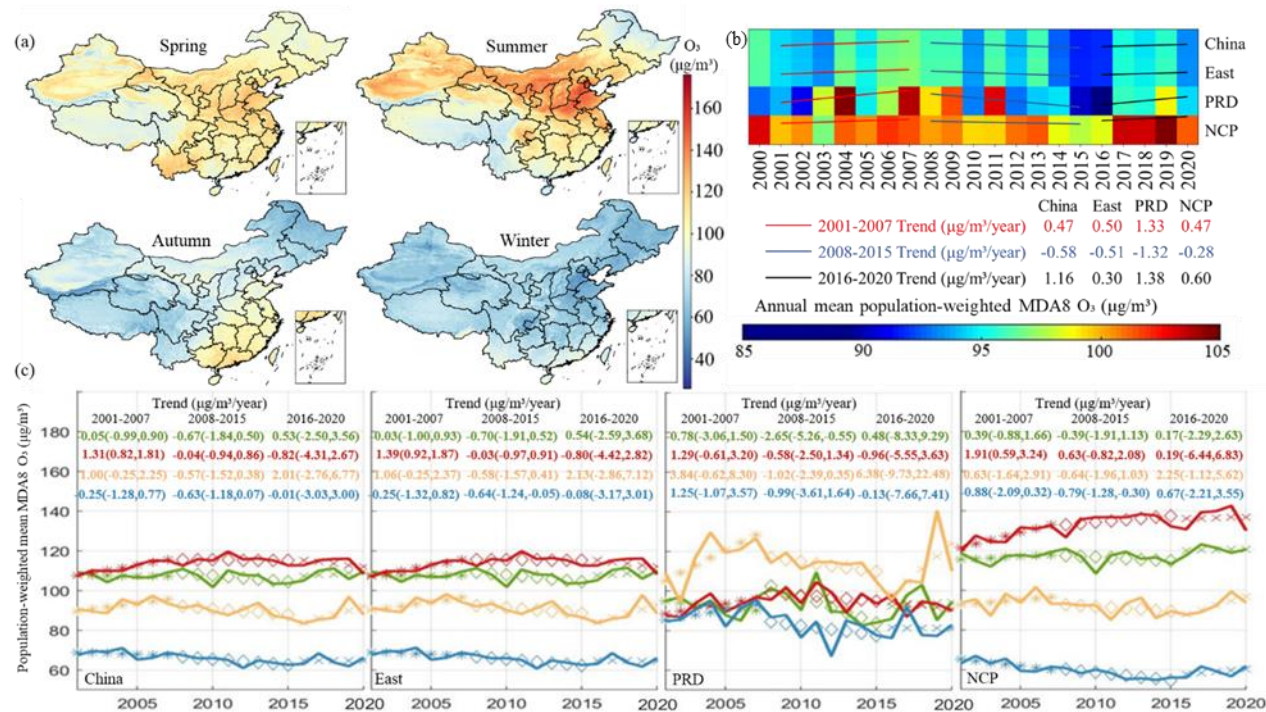 (a)
Spring
Summer
O₃
(μg/m³)
160
140
120
100
80
60
40
Autumn
Winter
(b)
China
East
PRD
NCP
2000 2001 2002 2003 2004 2005 2006 2007 2008 2009 2010 2011 2012 2013 2014 2015 2016 2017 2018 2019 2020
China East PRD NCP
2001-2007 Trend (μg/m³/year) 0.47 0.50 1.33 0.47
2008-2015 Trend (μg/m³/year) -0.58 -0.51 -1.32 -0.28
2016-2020 Trend (μg/m³/year) 1.16 0.30 1.38 0.60
Annual mean population-weighted MDA8 O₃ (μg/m³)
85 90 95 100 105
(c)
Population-weighted mean MDA8 O₃ (μg/m³)
180
160
140
120
100
80
60
Trend (μg/m³/year)
2001-2007 2008-2015 2016-2020
-0.05(-0.99,0.90) -0.67(-1.84,0.50) 0.53(-2.50,3.56)
1.31(0.82,1.81) -0.04(-0.94,0.86) -0.82(-4.31,2.67)
1.00(-0.25,2.25) -0.57(-1.52,0.38) 2.01(-2.76,6.77)
-0.25(-1.28,0.77) -0.63(-1.18,0.07) -0.01(-3.03,3.00)
China
2005 2010 2015 2020
Trend (μg/m³/year)
2001-2007 2008-2015 2016-2020
-0.03(-1.00,0.93) -0.70(-1.91,0.52) 0.54(-2.59,3.68)
1.39(0.92,1.87) -0.03(-0.97,0.91) -0.80(-4.42,2.82)
1.06(-0.25,2.37) -0.58(-1.57,0.41) 2.13(-2.86,7.12)
-0.25(-1.32,0.82) -0.64(-1.24,-0.05) -0.08(-3.17,3.01)
East
2005 2010 2015 2020
Trend (μg/m³/year)
2001-2007 2008-2015 2016-2020
-0.78(-3.06,1.50) -2.65(-5.26,-0.55) 0.48(-8.33,9.29)
1.29(-0.61,3.20) -0.58(-2.50,1.34) -0.96(-5.55,3.63)
3.84(-0.62,8.30) -1.02(-2.39,0.35) 6.38(-9.73,22.48)
1.25(-1.07,3.57) -0.99(-3.61,1.64) -0.13(-7.66,7.41)
PRD
2005 2010 2015 2020
Trend (μg/m³/year)
2001-2007 2008-2015 2016-2020
0.39(-0.88,1.66) -0.39(-1.91,1.13) 0.17(-2.29,2.63)
1.91(0.59,3.24) 0.63(-0.82,2.08) 0.19(-6.44,6.83)
0.63(-1.64,2.91) -0.64(-1.96,1.03) 2.25(-1.12,5.62)
-0.88(-2.09,0.32) -0.79(-1.28,-0.30) 0.67(-2.21,3.55)
NCP
2005 2010 2015 2020